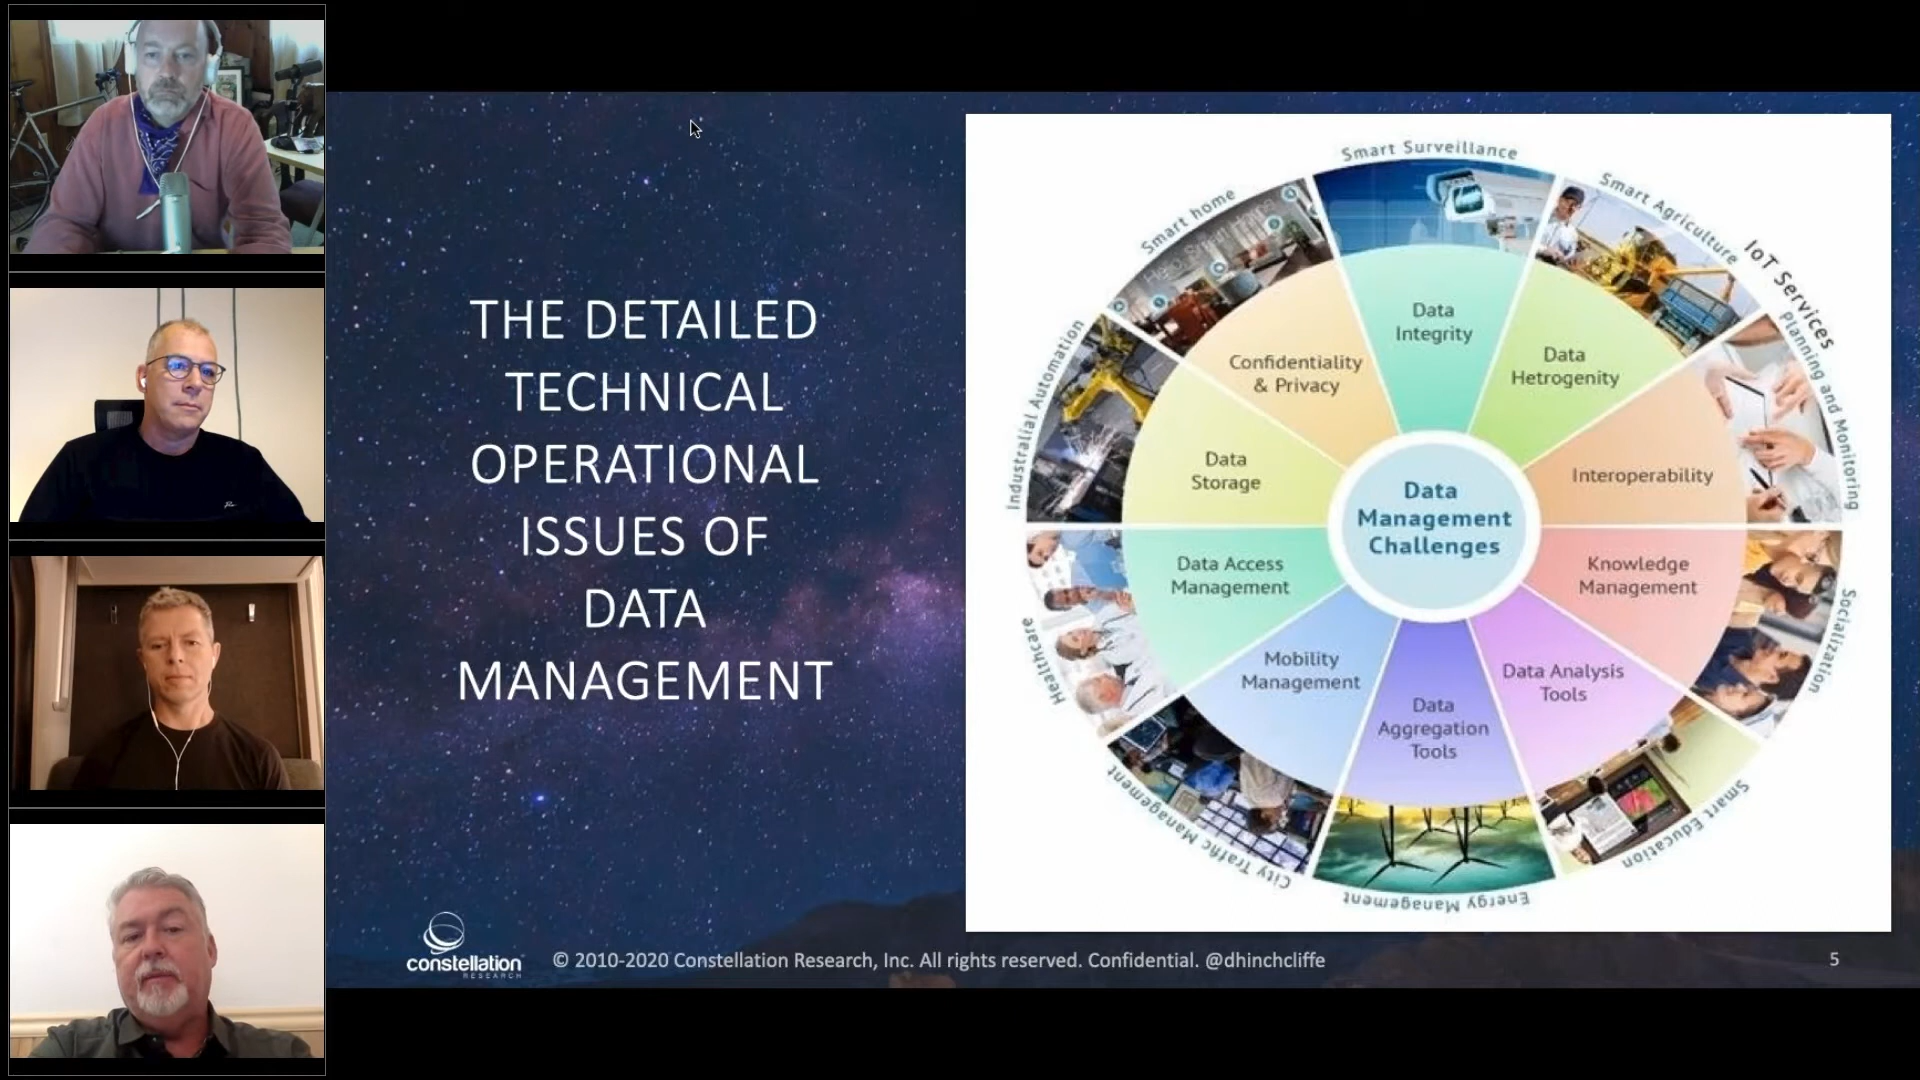 THE DETAILED
TECHNICAL
OPERATIONAL
ISSUES OF
DATA
MANAGEMENT
Smart Surveillance
Smart home
Smart Agriculture
IoT Services
Planning and Monitoring
Industralial Automation
Healthcare
Socialization
City Traffic Management
Energy Management
Smart Education
Data
Integrity
Confidentiality
& Privacy
Data
Hetrogenity
Data
Storage
Interoperability
Data
Management
Challenges
Data Access
Management
Knowledge
Management
Mobility
Management
Data Analysis
Tools
Data
Aggregation
Tools
constellation
RESEARCH
© 2010-2020 Constellation Research, Inc. All rights reserved. Confidential. @dhinchcliffe
5